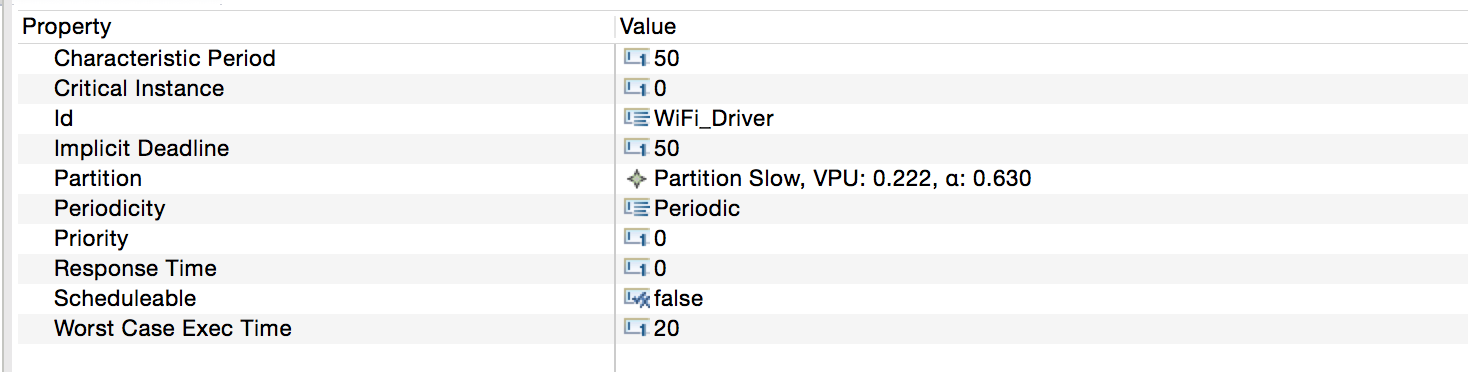 Property Value
Characteristic Period 50
Critical Instance 0
Id WiFi_Driver
Implicit Deadline 50
Partition Partition Slow, VPU: 0.222, α: 0.630
Periodicity Periodic
Priority 0
Response Time 0
Scheduleable false
Worst Case Exec Time 20